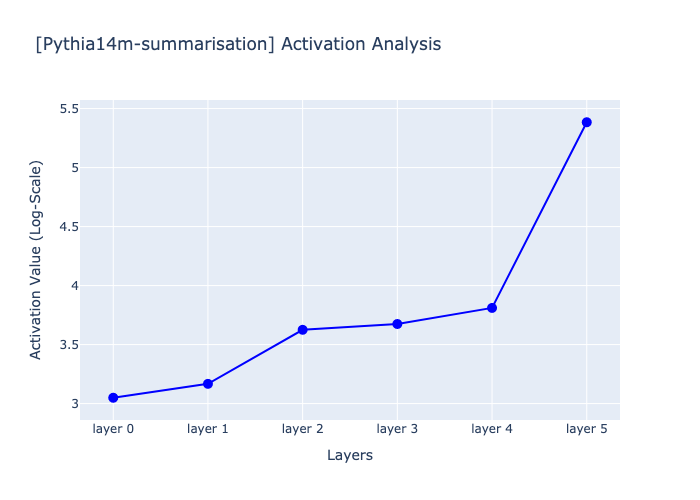 [Pythia14m-summarisation] Activation Analysis
Activation Value (Log-Scale)
5.5
5
4.5
4
3.5
3
layer 0 layer 1 layer 2 layer 3 layer 4 layer 5
Layers